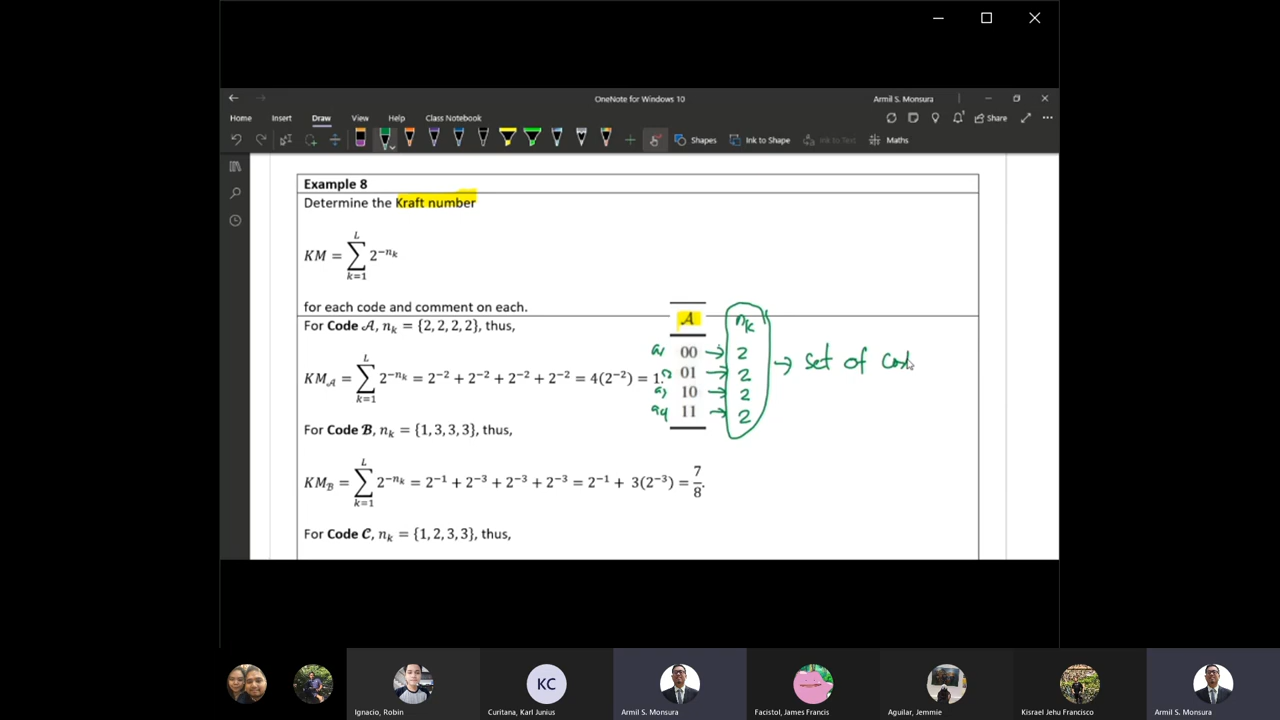 OneNote for Windows 10
Armil S. Monsura
Home Insert Draw View Help Class Notebook
Share
Shapes Ink to Shape Ink to Text Maths
Example 8
Determine the Kraft number
KM = ∑_{k=1}^{L} 2^{−n_k}
for each code and comment on each.
For Code 𝒜, n_k = {2, 2, 2, 2}, thus,
KM_𝒜 = ∑_{k=1}^{L} 2^{−n_k} = 2^{−2} + 2^{−2} + 2^{−2} + 2^{−2} = 4(2^{−2}) = 1.
𝒜 n_k
a1 00 → 2
01 → 2
a3 10 → 2
a4 11 → 2
→ set of
For Code ℬ, n_k = {1, 3, 3, 3}, thus,
KM_ℬ = ∑_{k=1}^{L} 2^{−n_k} = 2^{−1} + 2^{−3} + 2^{−3} + 2^{−3} = 2^{−1} + 3(2^{−3}) = 7/8.
For Code 𝒞, n_k = {1, 2, 3, 3}, thus,
KC
Ignacio, Robin
Curitana, Karl Junius
Armil S. Monsura
Facistol, James Francis
Aguilar, Jemmie
Kisrael Jehu Francisco
Armil S. Monsura